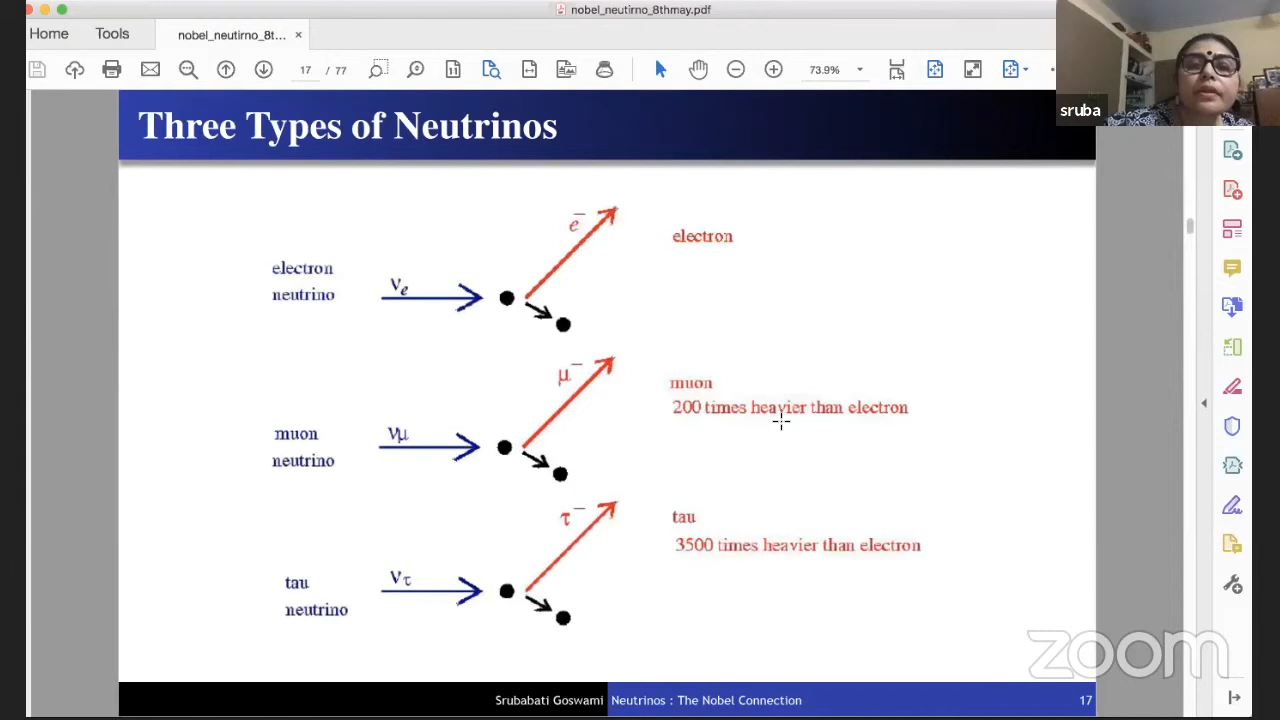 nobel_neutirno_8thmay.pdf
Home
Tools
nobel_neutirno_8t... ×
17 / 77
73.9%
sruba
Three Types of Neutrinos
e−
electron
electron
neutrino
νe
μ−
muon
200 times heavier than electron
muon
neutrino
νμ
τ−
tau
3500 times heavier than electron
tau
neutrino
ντ
zoom
Srubabati Goswami
Neutrinos : The Nobel Connection
17